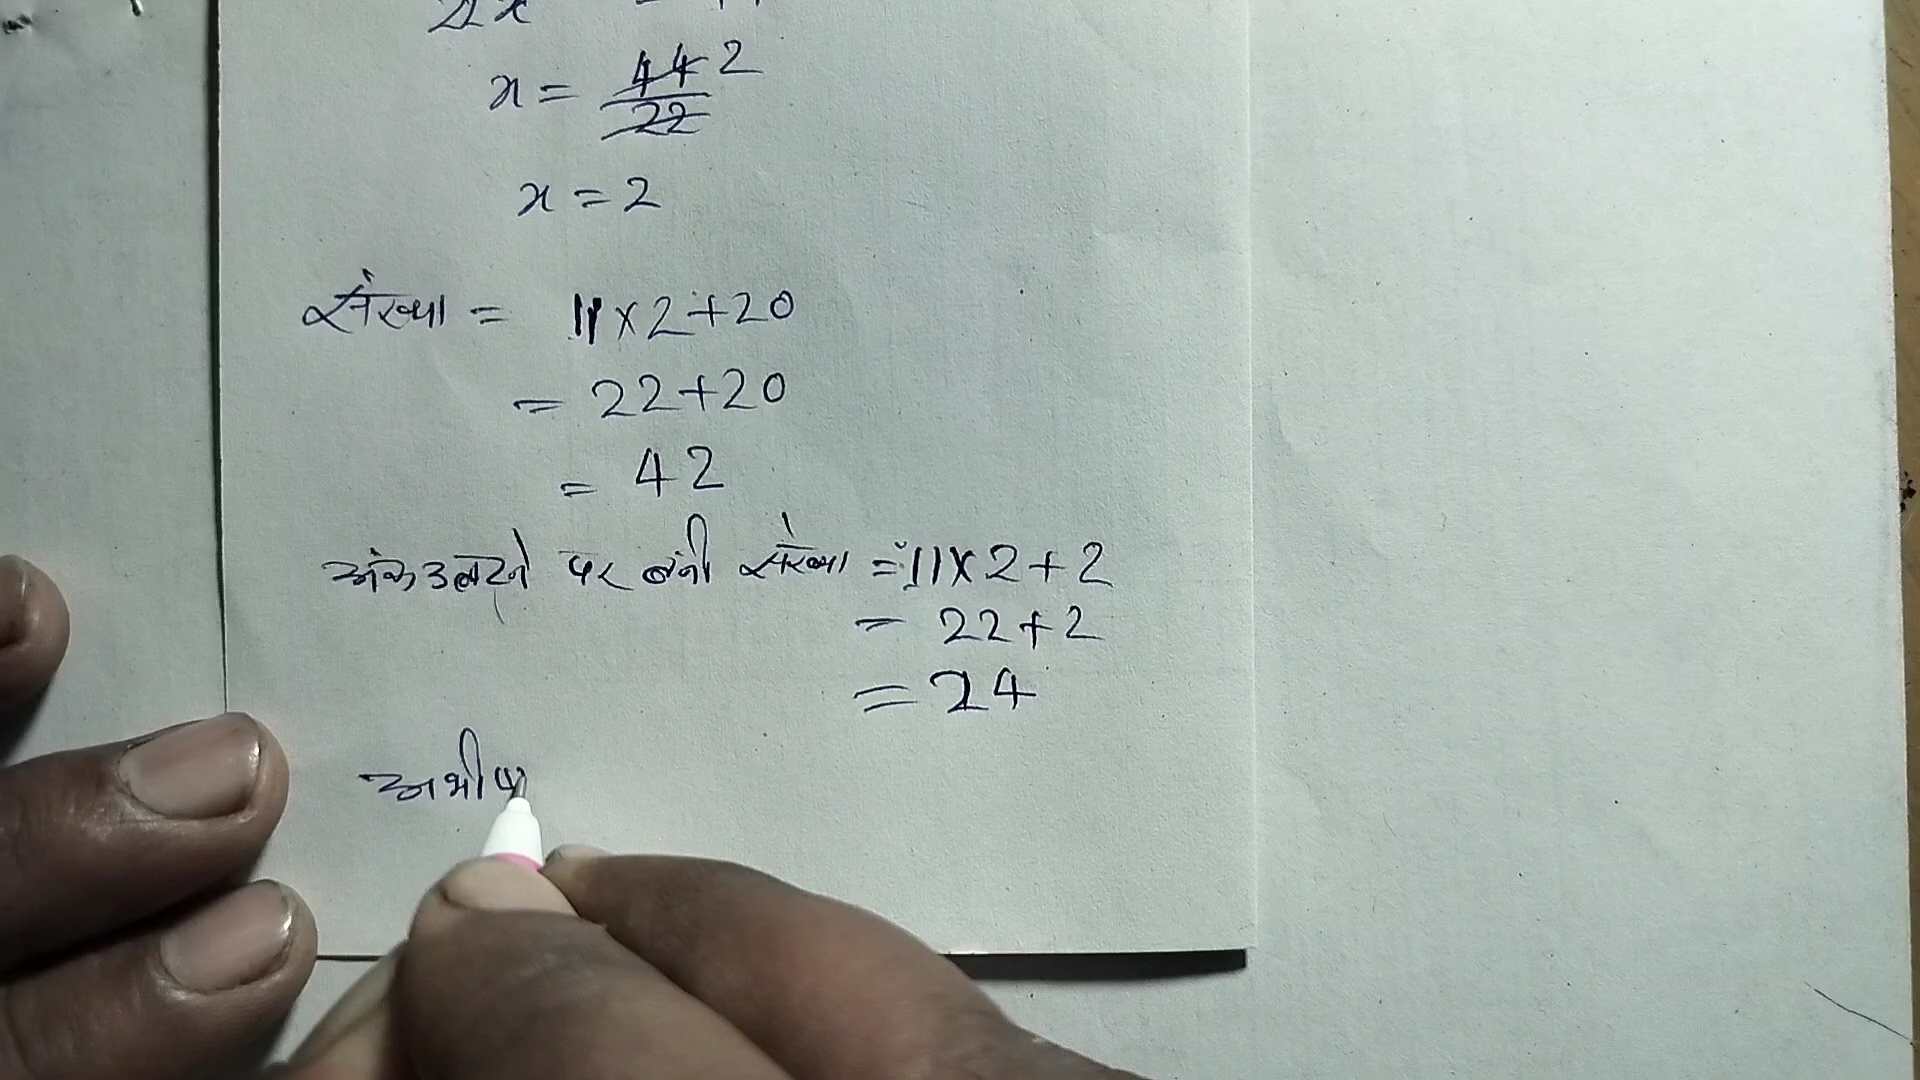 x = 44 2
22
x = 2
संख्या = 11 × 2 + 20
= 22 + 20
= 42
अंक उलटने पर बनी संख्या = 11 × 2 + 2
= 22 + 2
= 24
अभी